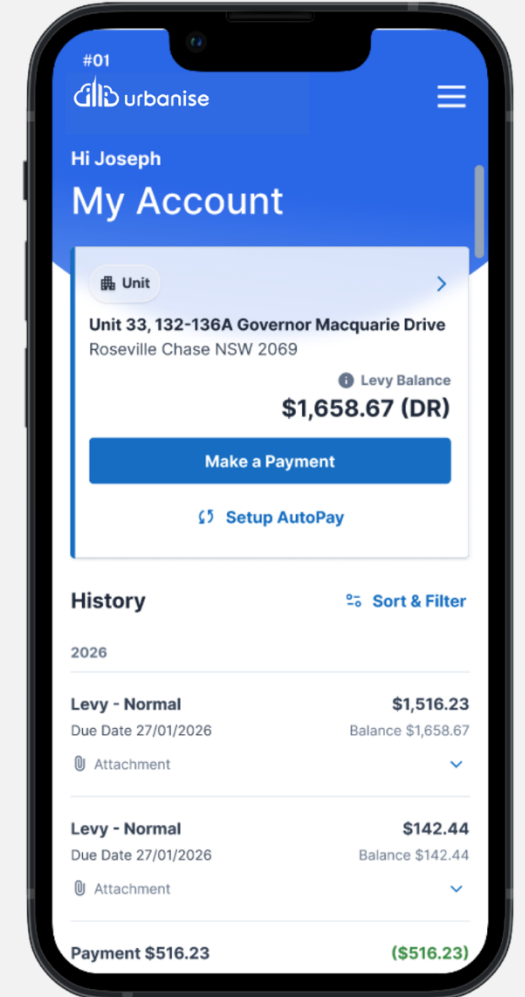 #01
urbanise
Hi Joseph
My Account
Unit
Unit 33, 132-136A Governor Macquarie Drive
Roseville Chase NSW 2069
Levy Balance
$1,658.67 (DR)
Make a Payment
Setup AutoPay
History
Sort & Filter
2026
Levy - Normal $1,516.23
Due Date 27/01/2026 Balance $1,658.67
Attachment
Levy - Normal $142.44
Due Date 27/01/2026 Balance $142.44
Attachment
Payment $516.23 ($516.23)